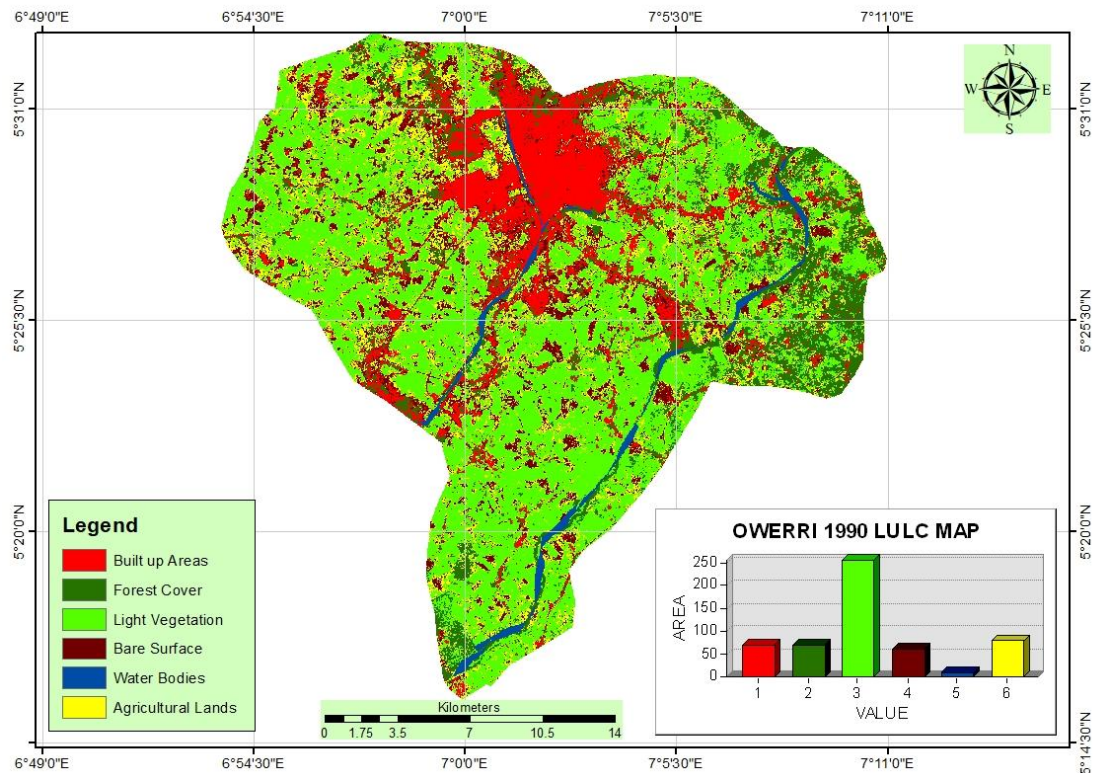 6°49'0"E 6°54'30"E 7°0'0"E 7°5'30"E 7°11'0"E
N
W E
S
5°31'0"N 5°31'0"N
5°25'30"N 5°25'30"N
5°20'0"N 5°20'0"N
5°14'30"N
Legend
Built up Areas
Forest Cover
Light Vegetation
Bare Surface
Water Bodies
Agricultural Lands
Kilometers
0 1.75 3.5 7 10.5 14
OWERRI 1990 LULC MAP
AREA
250
200
150
100
50
0
1 2 3 4 5 6
VALUE
6°49'0"E 6°54'30"E 7°0'0"E 7°5'30"E 7°11'0"E